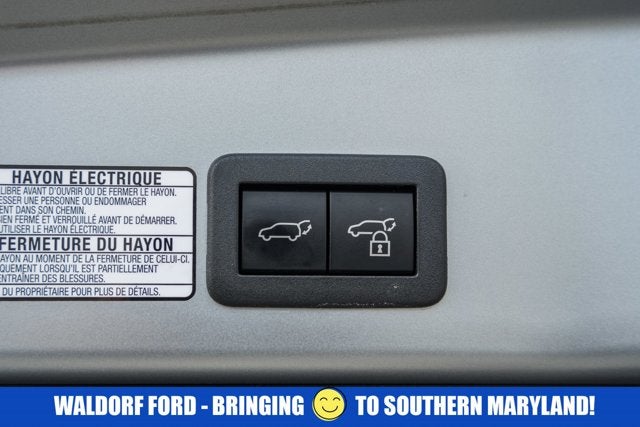 HAYON ÉLECTRIQUE
LIBRE AVANT D'OUVRIR OU DE FERMER LE HAYON.
ESSER UNE PERSONNE OU ENDOMMAGER
ENT DANS SON CHEMIN.
IEN FERMÉ ET VERROUILLÉ AVANT DE DÉMARRER.
UTILISER LE HAYON ÉLECTRIQUE.
FERMETURE DU HAYON
AYON AU MOMENT DE LA FERMETURE DE CELUI-CI.
QUEMENT LORSQU'IL EST PARTIELLEMENT
ENTRAÎNER DES BLESSURES.
DU PROPRIÉTAIRE POUR PLUS DE DÉTAILS.
WALDORF FORD - BRINGING TO SOUTHERN MARYLAND!